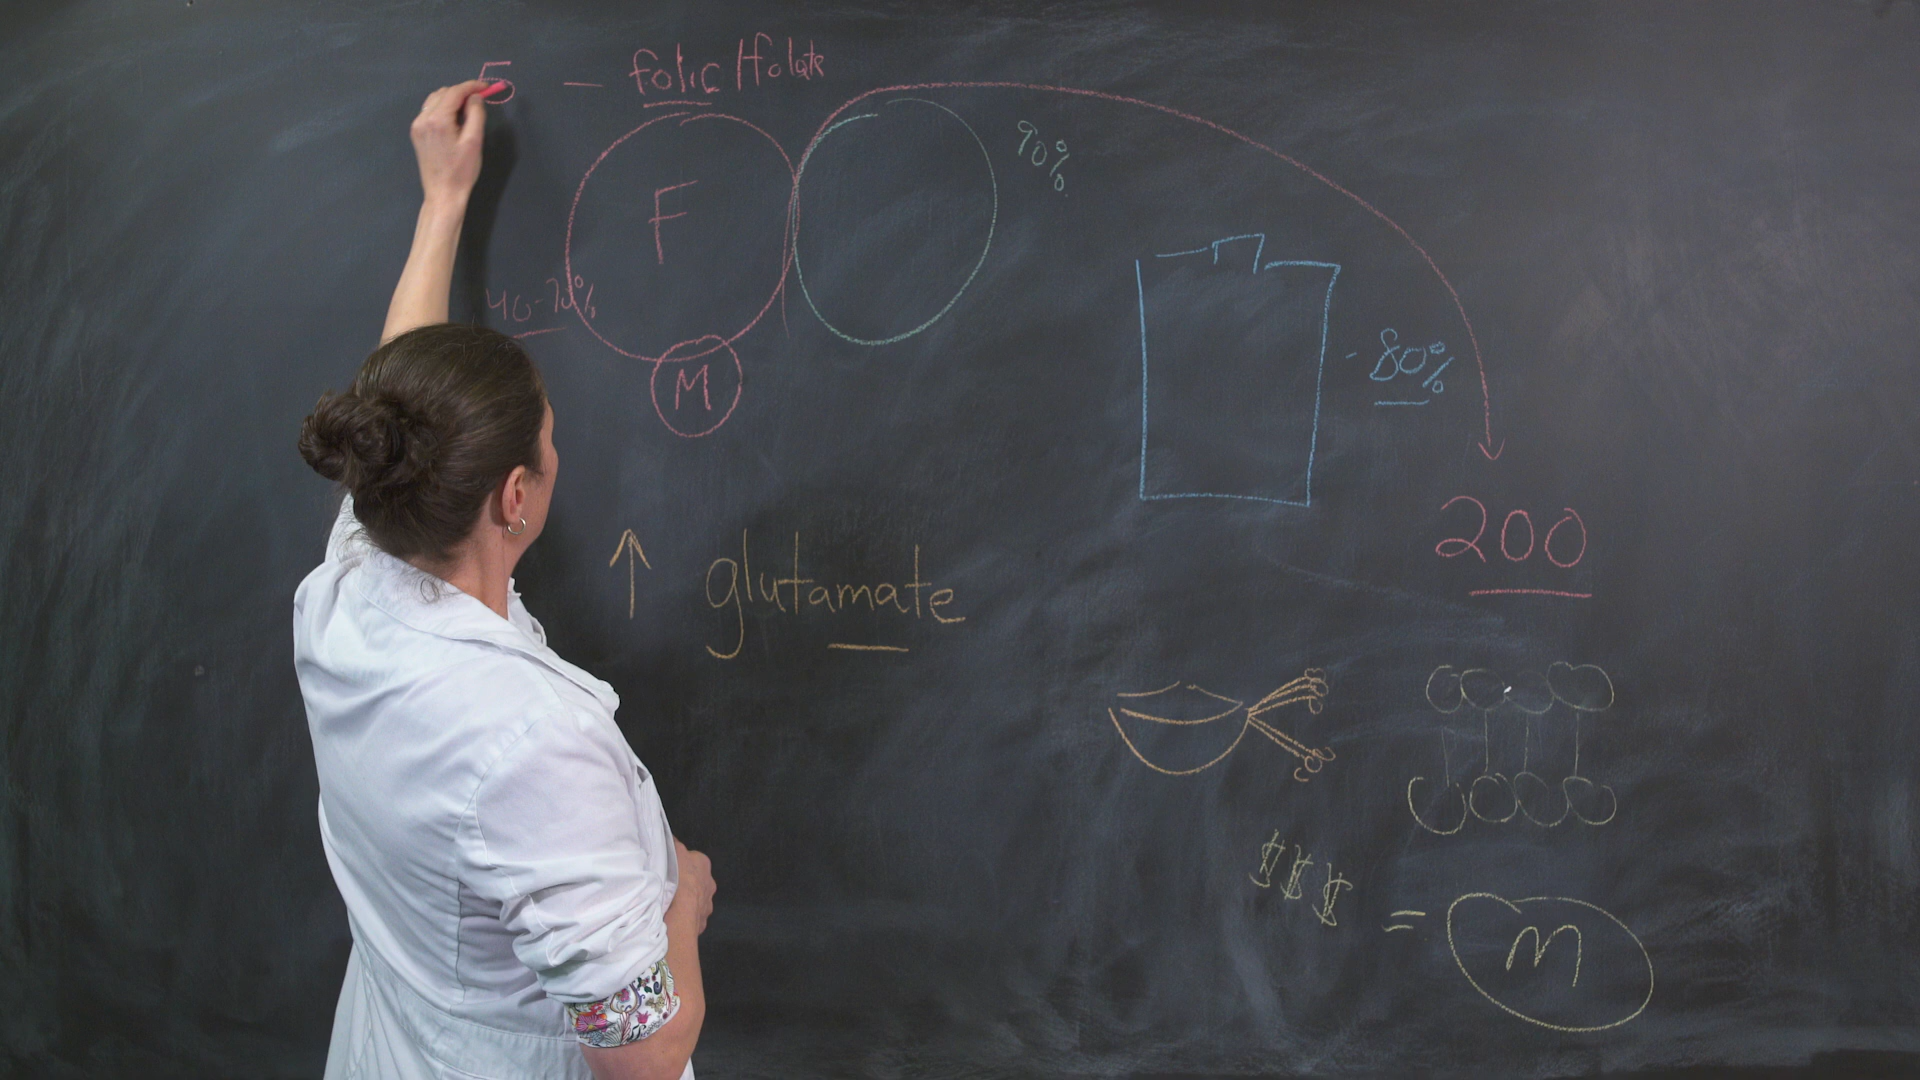 5 — folic/folate
F
90%
40-70%
M
- 80%
200
↑ glutamate
$$$ = M